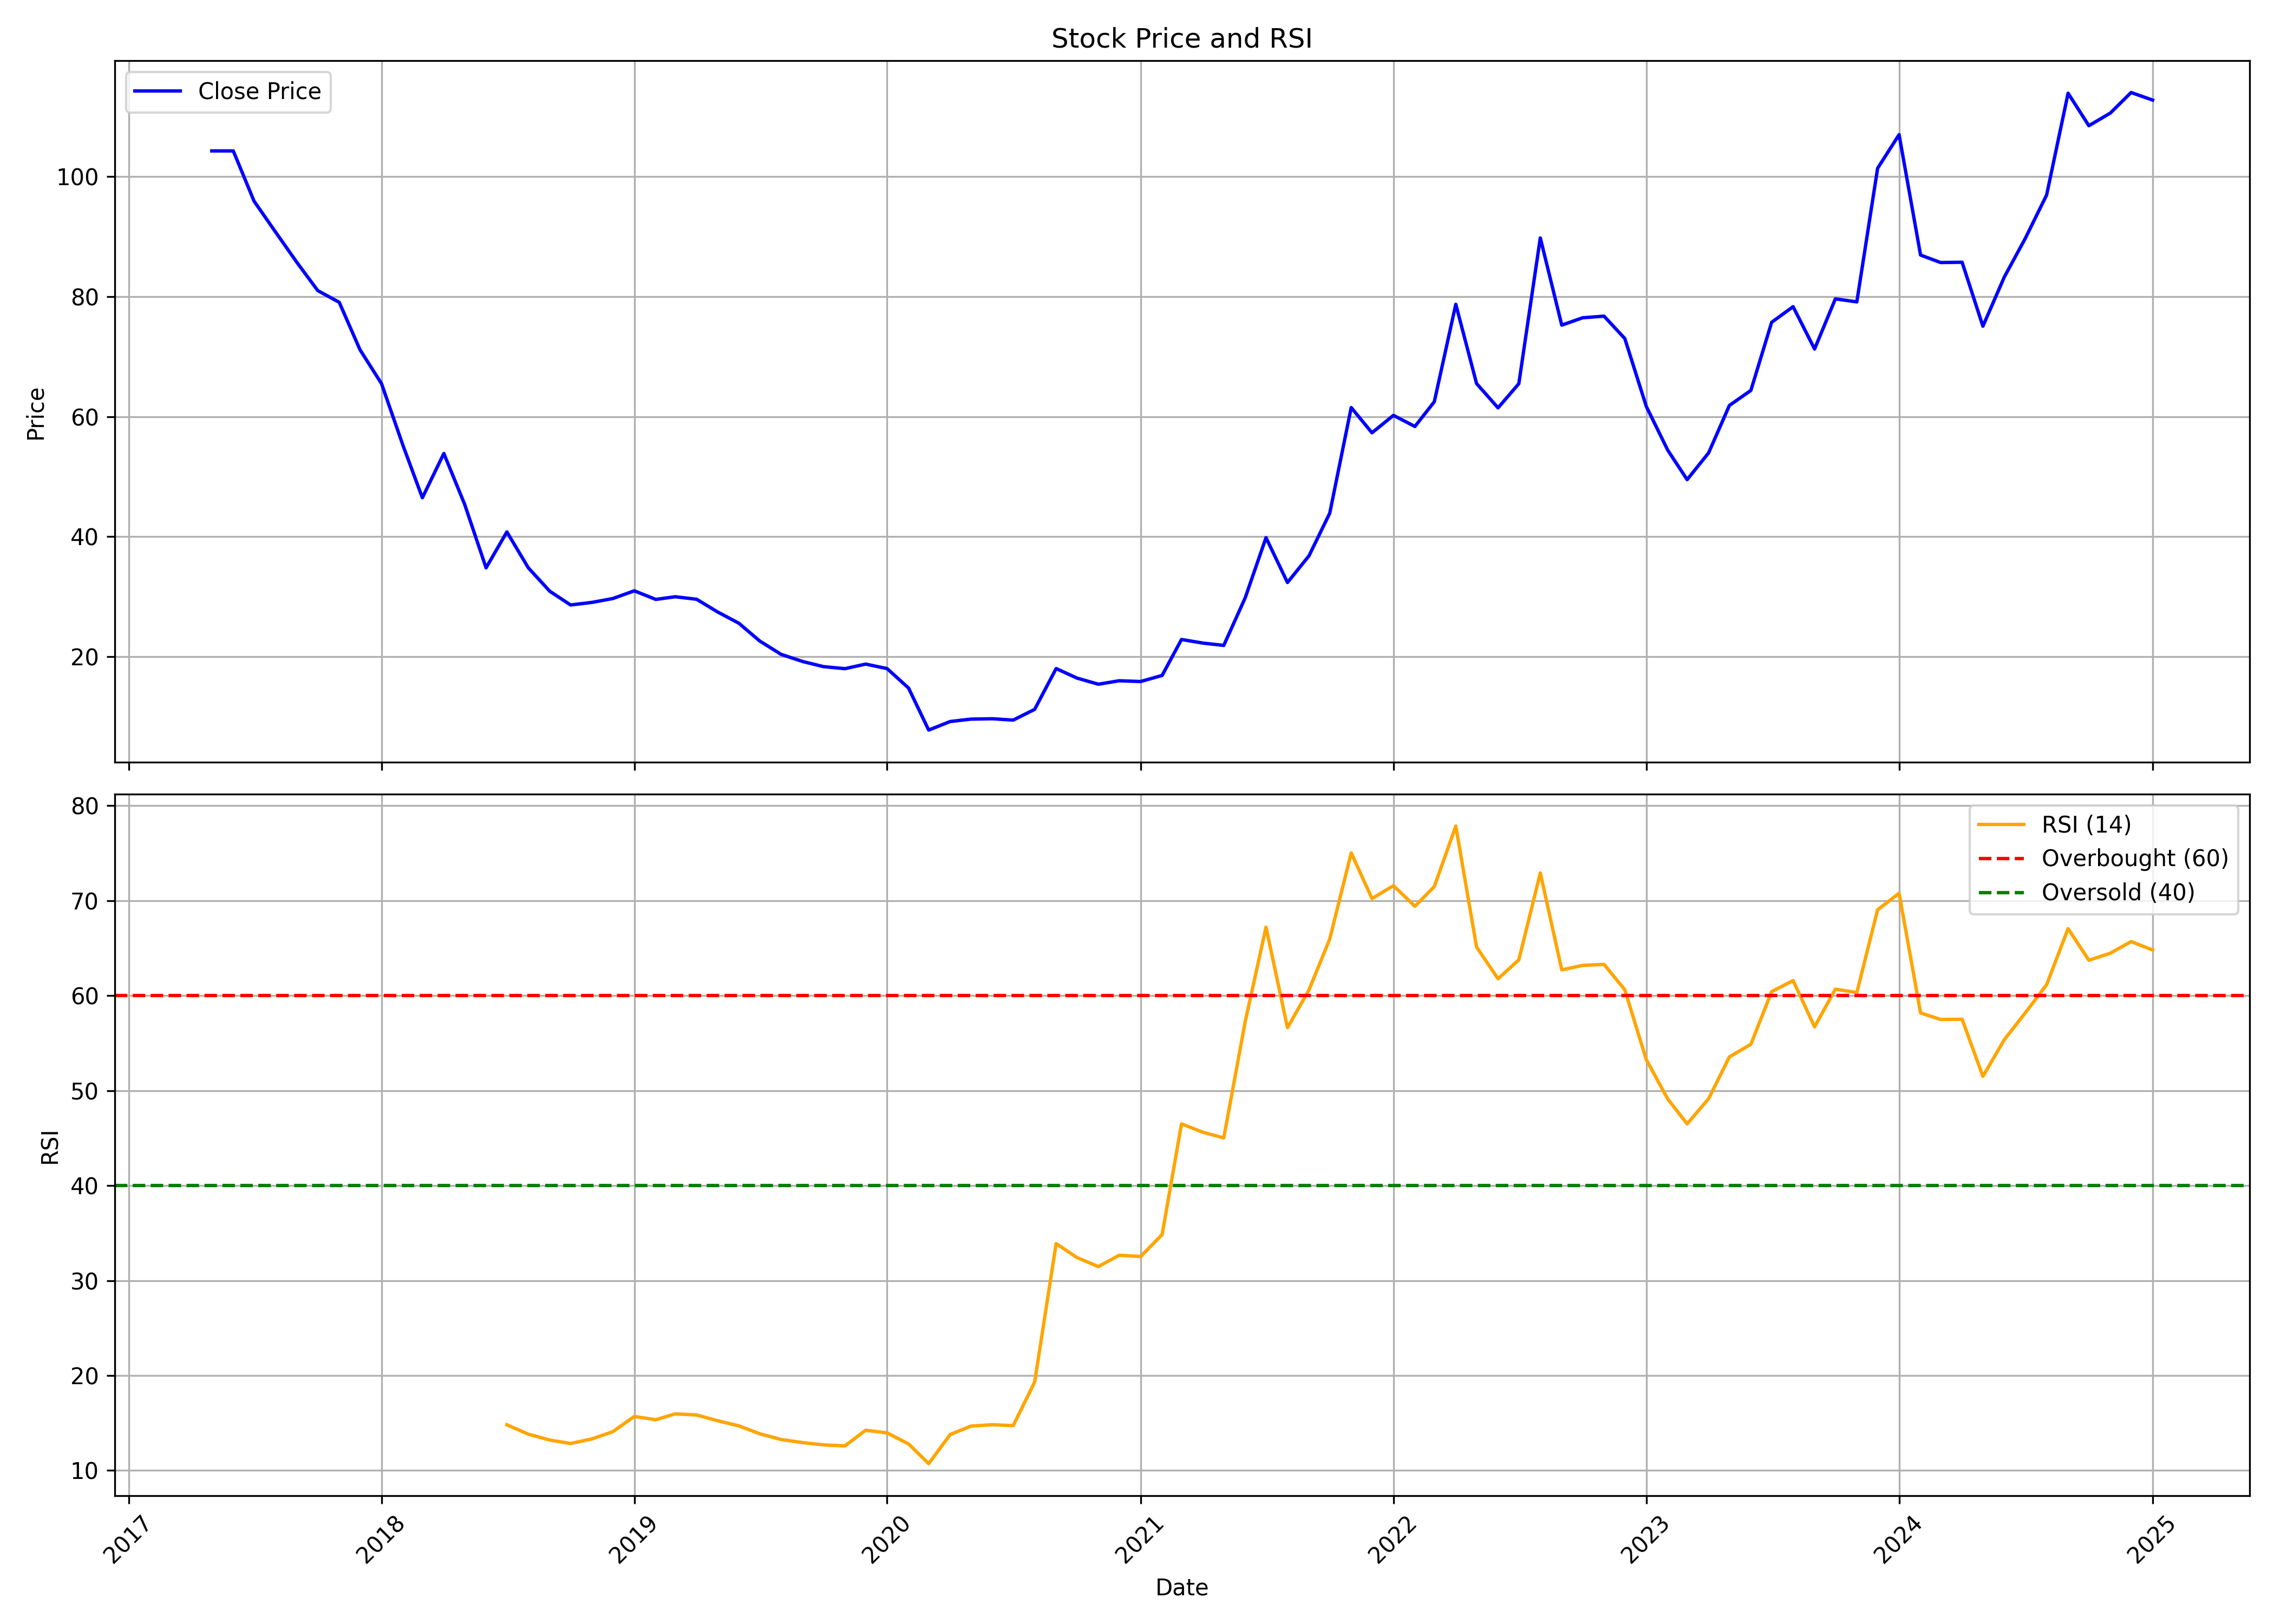 Stock Price and RSI
Close Price
Price
100
80
60
40
20
RSI (14)
Overbought (60)
Oversold (40)
RSI
80
70
60
50
40
30
20
10
2017
2018
2019
2020
2021
2022
2023
2024
2025
Date